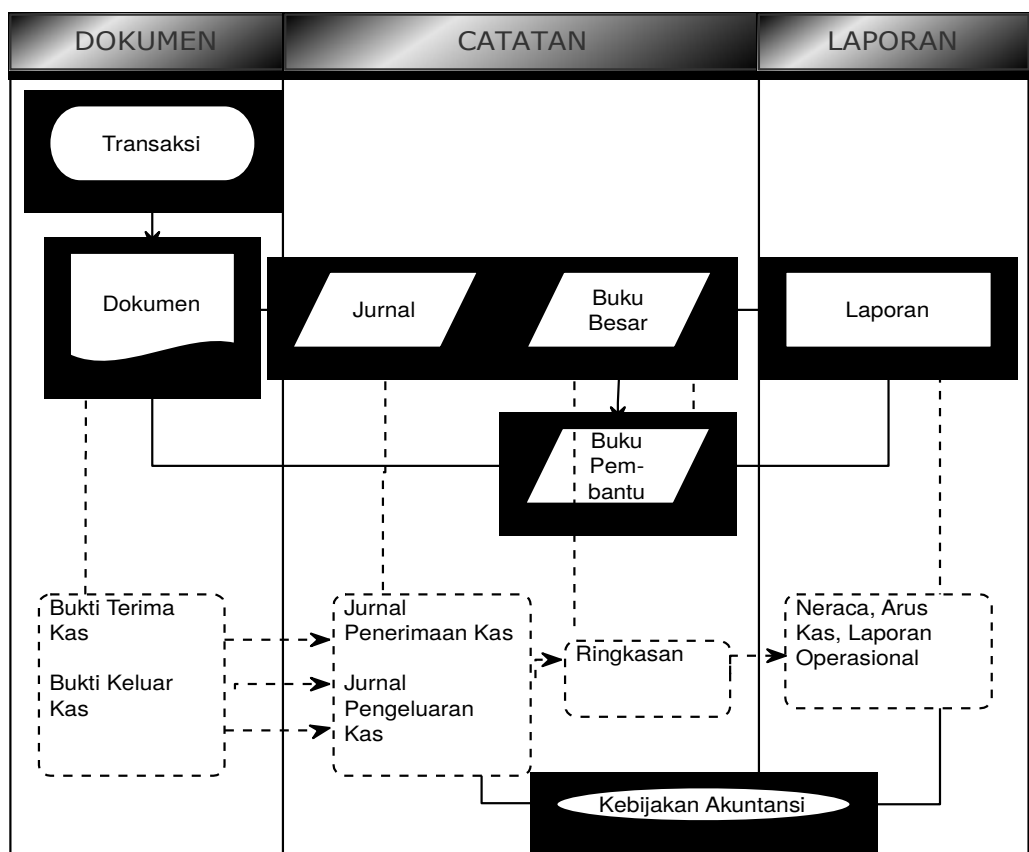 DOKUMEN
CATATAN
LAPORAN
Transaksi
Dokumen
Jurnal
Buku
Besar
Laporan
Buku
Pem-
bantu
Bukti Terima
Kas
Bukti Keluar
Kas
Jurnal
Penerimaan Kas
Jurnal
Pengeluaran
Kas
Ringkasan
Neraca, Arus
Kas, Laporan
Operasional
Kebijakan Akuntansi